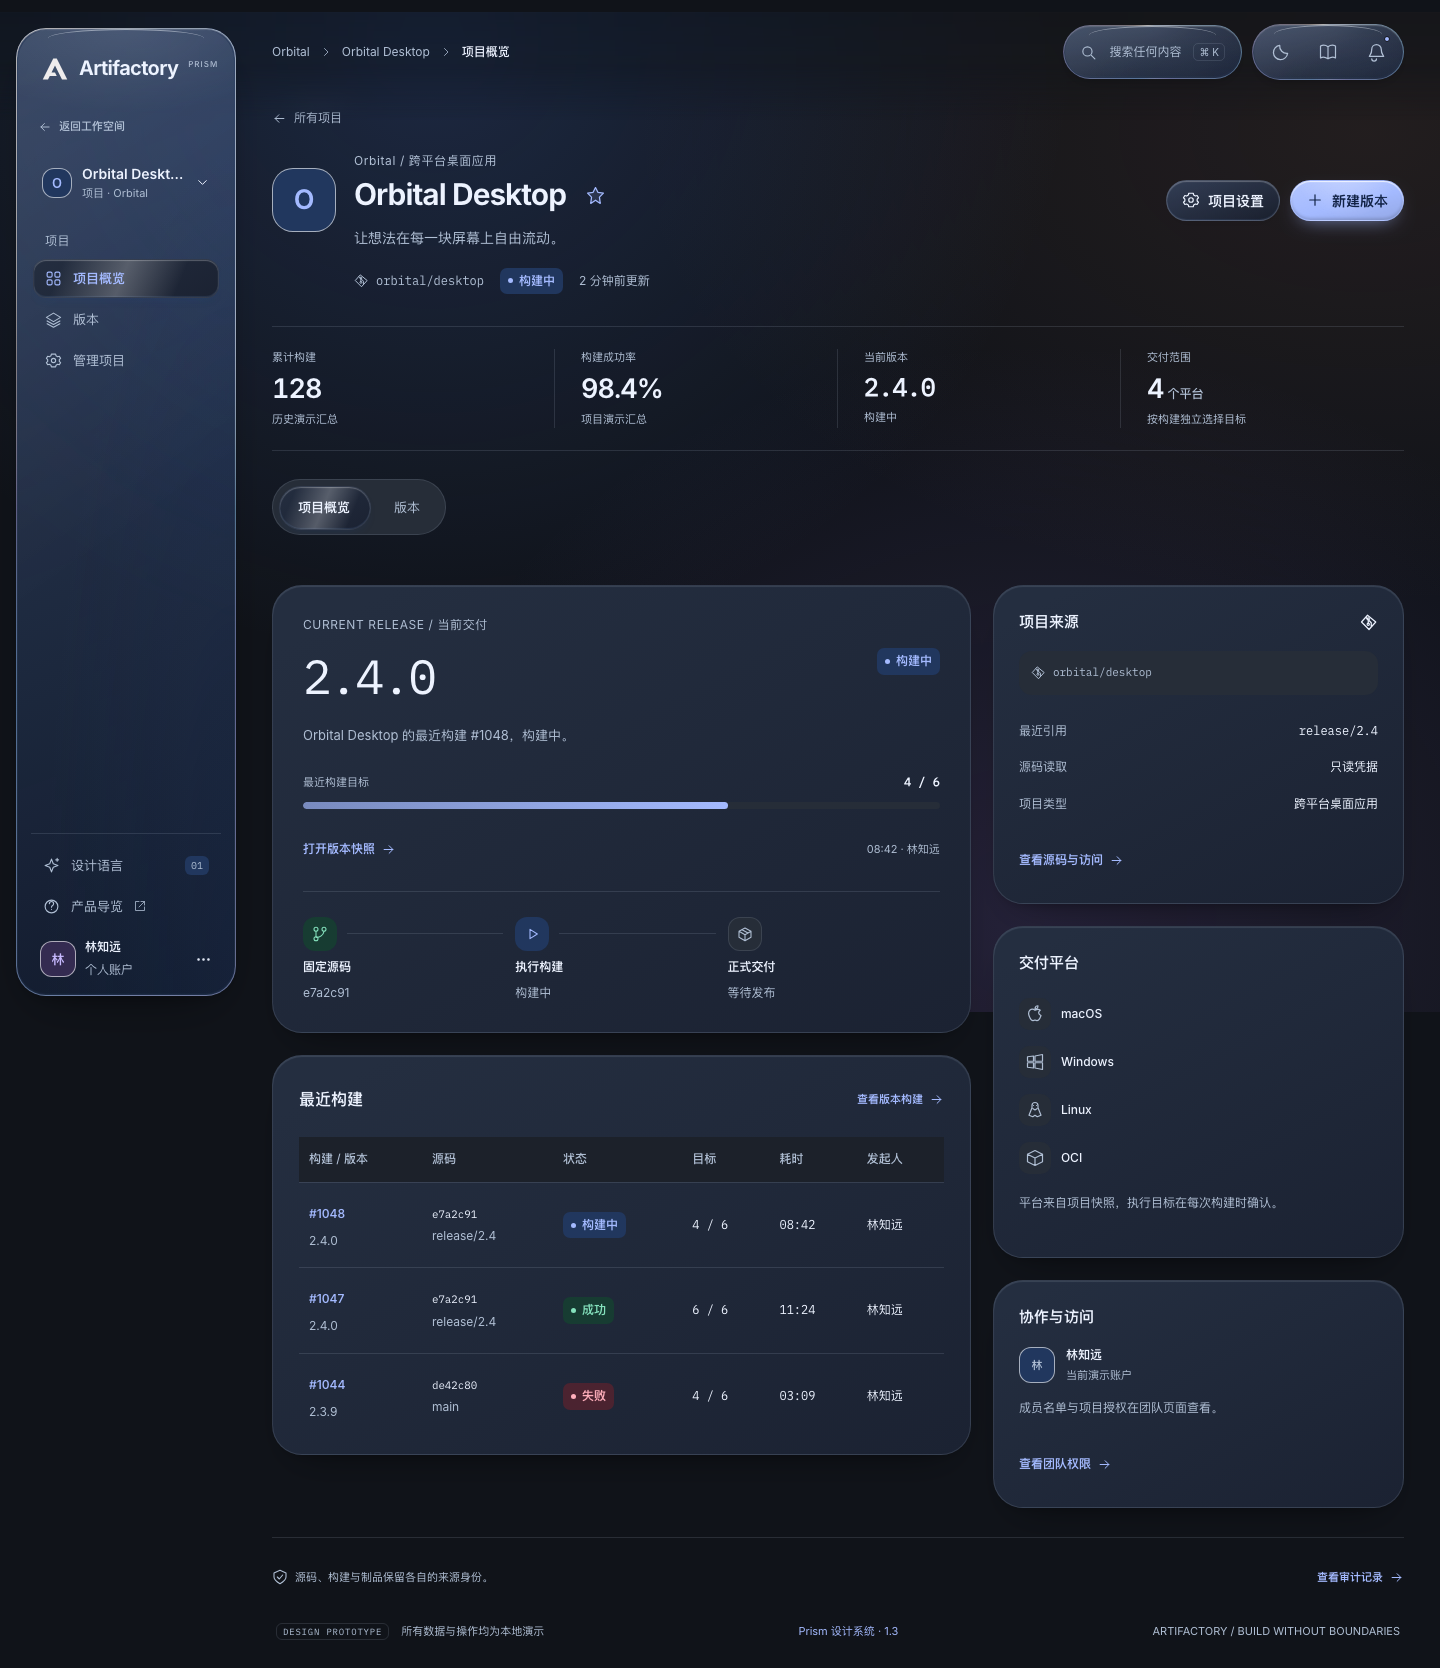 Artifactory PRISM
返回工作空间
O
Orbital Deskt...
项目 · Orbital
项目
项目概览
版本
管理项目
设计语言 01
产品导览
林
林知远
个人账户
Orbital > Orbital Desktop > 项目概览
搜索任何内容 ⌘ K
所有项目
O
Orbital / 跨平台桌面应用
Orbital Desktop
让想法在每一块屏幕上自由流动。
orbital/desktop 构建中 2 分钟前更新
项目设置
新建版本
累计构建
128
历史演示汇总
构建成功率
98.4%
项目演示汇总
当前版本
2.4.0
构建中
交付范围
4 个平台
按构建独立选择目标
项目概览 版本
CURRENT RELEASE / 当前交付
2.4.0
构建中
Orbital Desktop 的最近构建 #1048，构建中。
最近构建目标 4 / 6
打开版本快照 08:42 · 林知远
固定源码
e7a2c91
执行构建
构建中
正式交付
等待发布
最近构建 查看版本构建
构建 / 版本 源码 状态 目标 耗时 发起人
#1048 e7a2c91 构建中 4 / 6 08:42 林知远
2.4.0 release/2.4
#1047 e7a2c91 成功 6 / 6 11:24 林知远
2.4.0 release/2.4
#1044 de42c80 失败 4 / 6 03:09 林知远
2.3.9 main
项目来源
orbital/desktop
最近引用 release/2.4
源码读取 只读凭据
项目类型 跨平台桌面应用
查看源码与访问
交付平台
macOS
Windows
Linux
OCI
平台来自项目快照，执行目标在每次构建时确认。
协作与访问
林
林知远
当前演示账户
成员名单与项目授权在团队页面查看。
查看团队权限
源码、构建与制品保留各自的来源身份。 查看审计记录
DESIGN PROTOTYPE 所有数据与操作均为本地演示 Prism 设计系统 · 1.3 ARTIFACTORY / BUILD WITHOUT BOUNDARIES